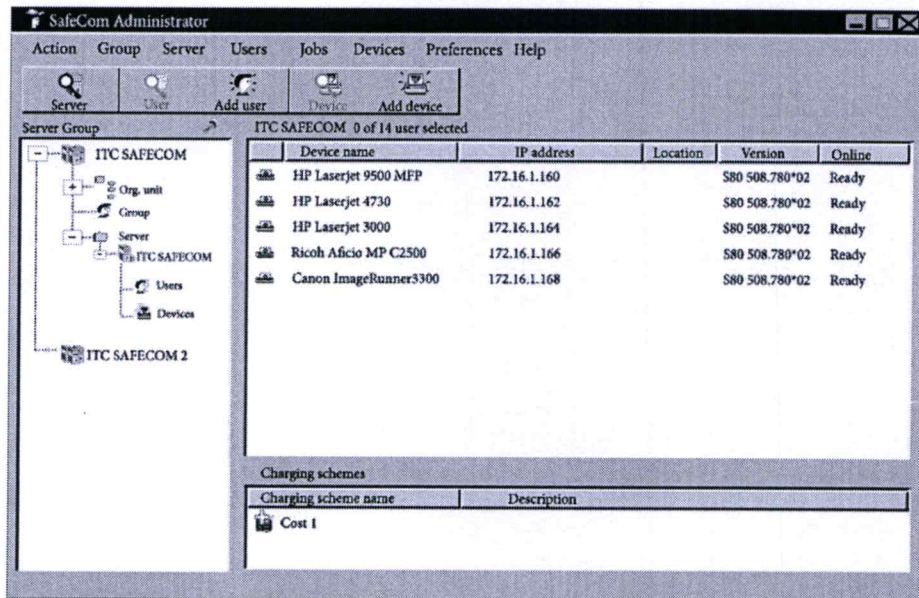 SafeCom Administrator
Action Group Server Users Jobs Devices Preferences Help
Server User Add user Device Add device
Server Group
ITC SAFECOM 0 of 14 user selected
ITC SAFECOM
Org. unit
Group
Server
ITC SAFECOM
Users
Devices
ITC SAFECOM 2
Device name IP address Location Version Online
HP Laserjet 9500 MFP 172.16.1.160 S80 508.780*02 Ready
HP Laserjet 4730 172.16.1.162 S80 508.780*02 Ready
HP Laserjet 3000 172.16.1.164 S80 508.780*02 Ready
Ricoh Aficio MP C2500 172.16.1.166 S80 508.780*02 Ready
Canon ImageRunner3300 172.16.1.168 S80 508.780*02 Ready
Charging schemes
Charging scheme name Description
Cost 1